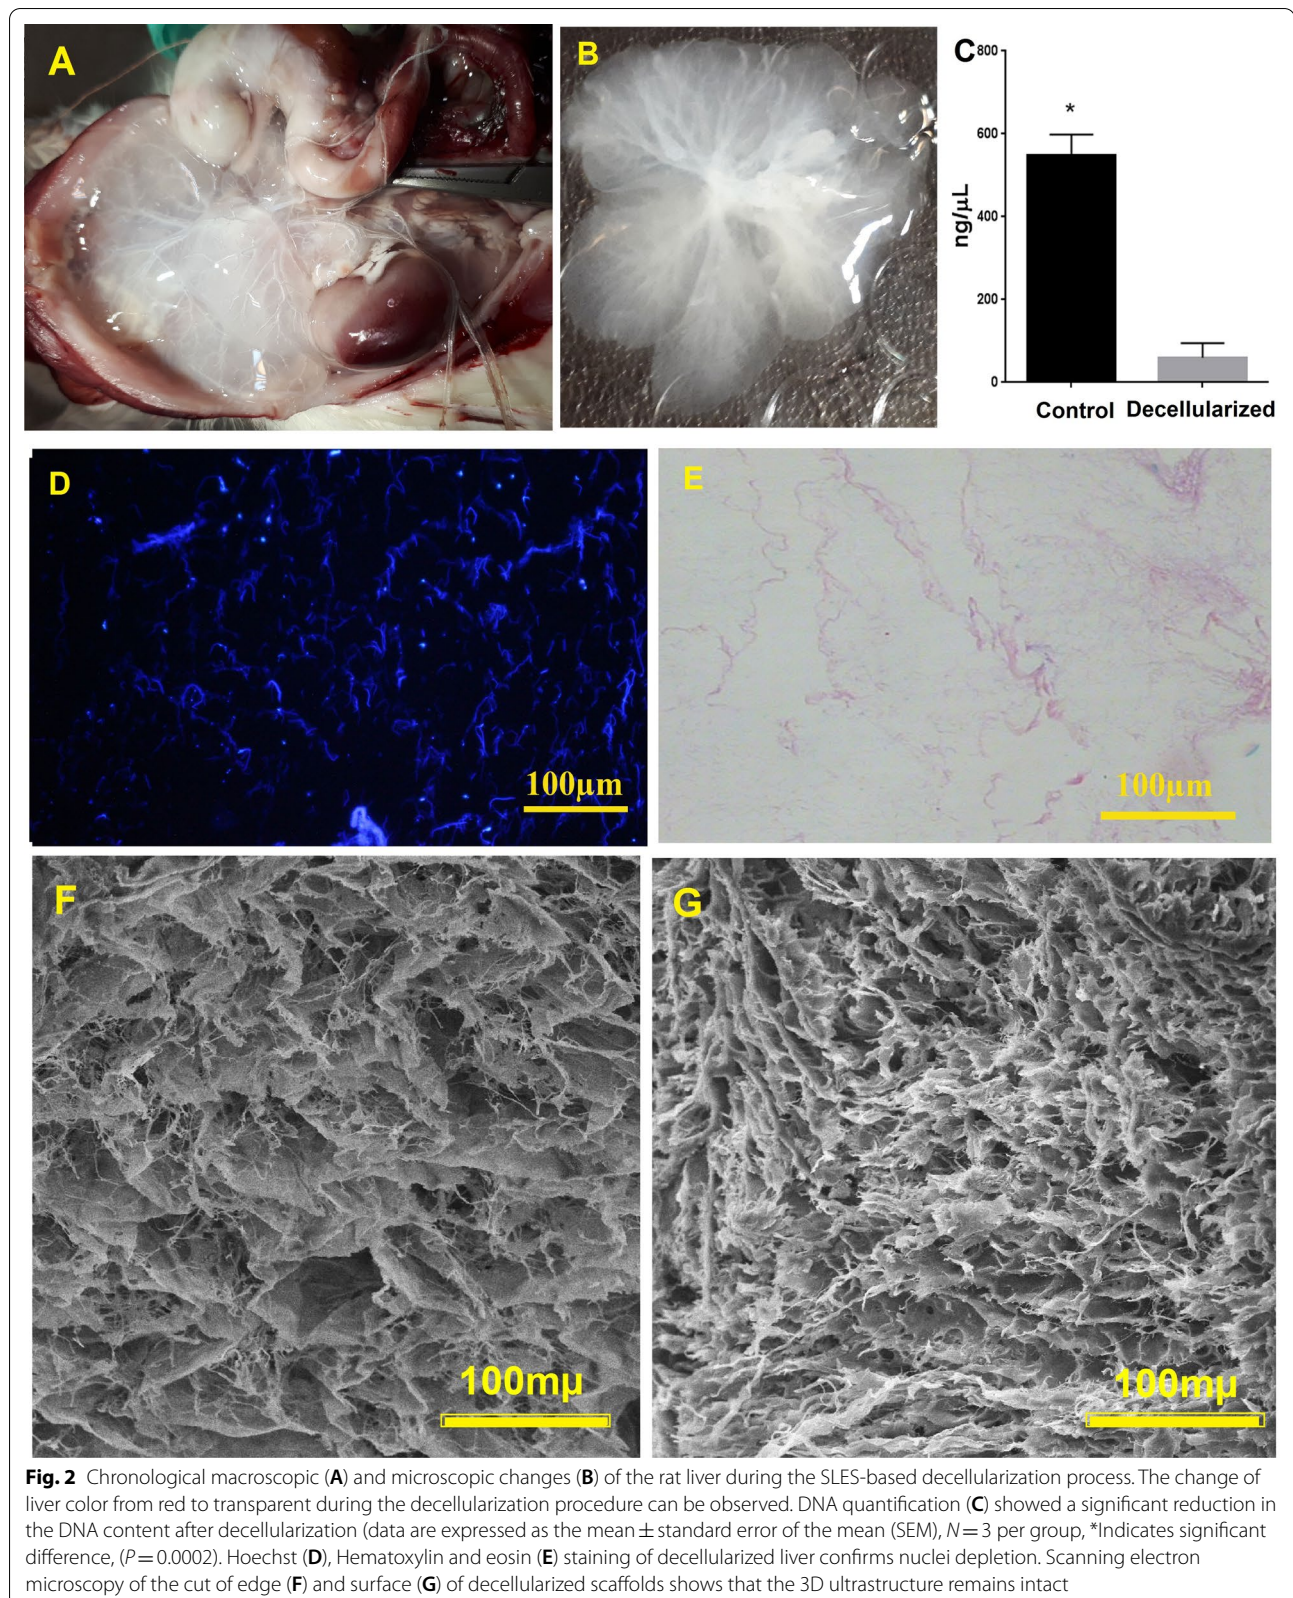 A
B
C
800
*
600
400
200
0
ng/µL
Control Decellularized
D
E
100µm
100µm
F
G
100mµ
100mµ
Fig. 2 Chronological macroscopic (A) and microscopic changes (B) of the rat liver during the SLES-based decellularization process. The change of
liver color from red to transparent during the decellularization procedure can be observed. DNA quantification (C) showed a significant reduction in
the DNA content after decellularization (data are expressed as the mean ± standard error of the mean (SEM), N = 3 per group, *Indicates significant
difference, (P = 0.0002). Hoechst (D), Hematoxylin and eosin (E) staining of decellularized liver confirms nuclei depletion. Scanning electron
microscopy of the cut of edge (F) and surface (G) of decellularized scaffolds shows that the 3D ultrastructure remains intact